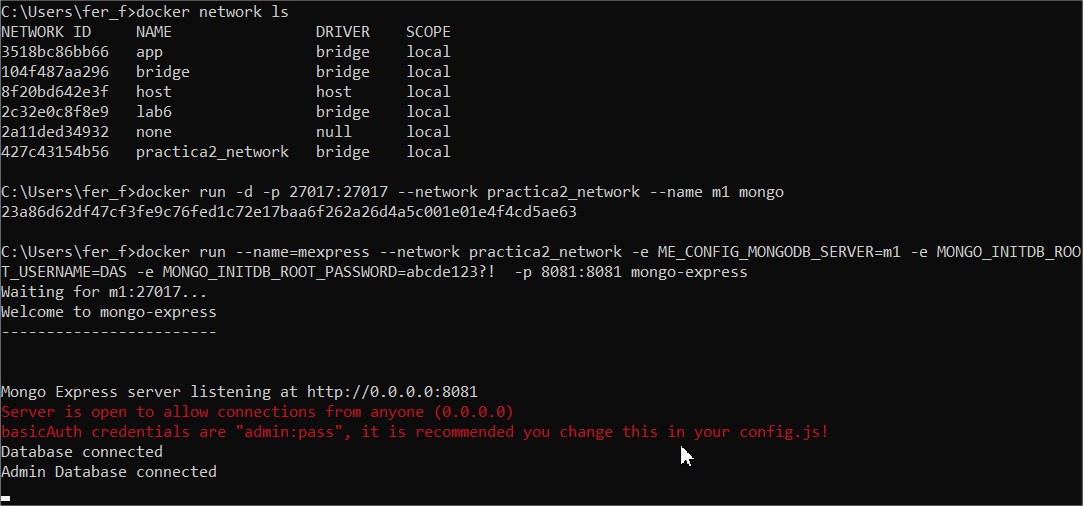 C:\Users\fer_f>docker network ls
NETWORK ID     NAME                DRIVER    SCOPE
3518bc86bb66   app                 bridge    local
104f487aa296   bridge              bridge    local
8f20bd642e3f   host                host      local
2c32e0c8f8e9   lab6                bridge    local
2a11ded34932   none                null      local
427c43154b56   practica2_network   bridge    local
C:\Users\fer_f>docker run -d -p 27017:27017 --network practica2_network --name m1 mongo
23a86d62df47cf3fe9c76fed1c72e17baa6f262a26d4a5c001e01e4f4cd5ae63
C:\Users\fer_f>docker run --name=mexpress --network practica2_network -e ME_CONFIG_MONGODB_SERVER=m1 -e MONGO_INITDB_ROO
T_USERNAME=DAS -e MONGO_INITDB_ROOT_PASSWORD=abcde123?!  -p 8081:8081 mongo-express
Waiting for m1:27017...
Welcome to mongo-express
------------------------
Mongo Express server listening at http://0.0.0.0:8081
Server is open to allow connections from anyone (0.0.0.0)
basicAuth credentials are "admin:pass", it is recommended you change this in your config.js!
Database connected
Admin Database connected